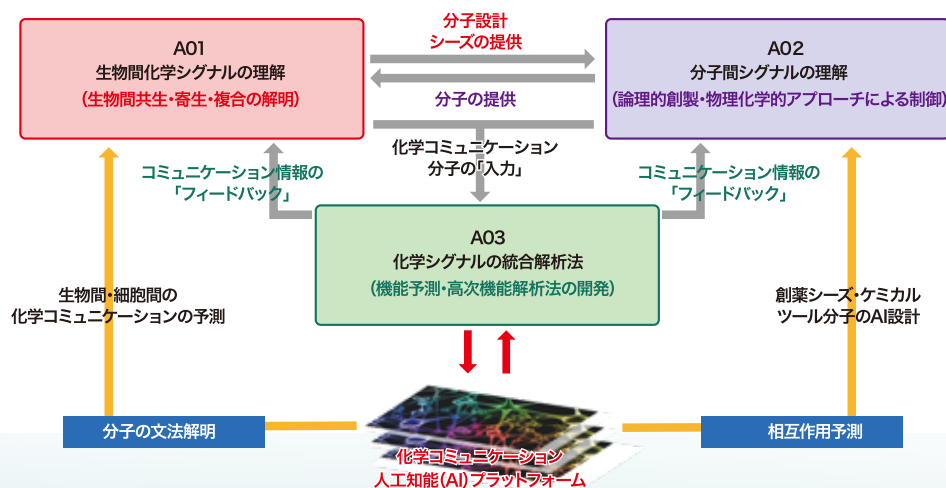 A01
生物間化学シグナルの理解
(生物間共生・寄生・複合の解明)
分子設計
シーズの提供
分子の提供
A02
分子間シグナルの理解
(論理的創製・物理化学的アプローチによる制御)
化学コミュニケーション
分子の「入力」
コミュニケーション情報の
「フィードバック」
コミュニケーション情報の
「フィードバック」
A03
化学シグナルの統合解析法
(機能予測・高次機能解析法の開発)
生物間・細胞間の
化学コミュニケーションの予測
創薬シーズ・ケミカル
ツール分子のAI設計
分子の文法解明
相互作用予測
化学コミュニケーション
人工知能(AI)プラットフォーム